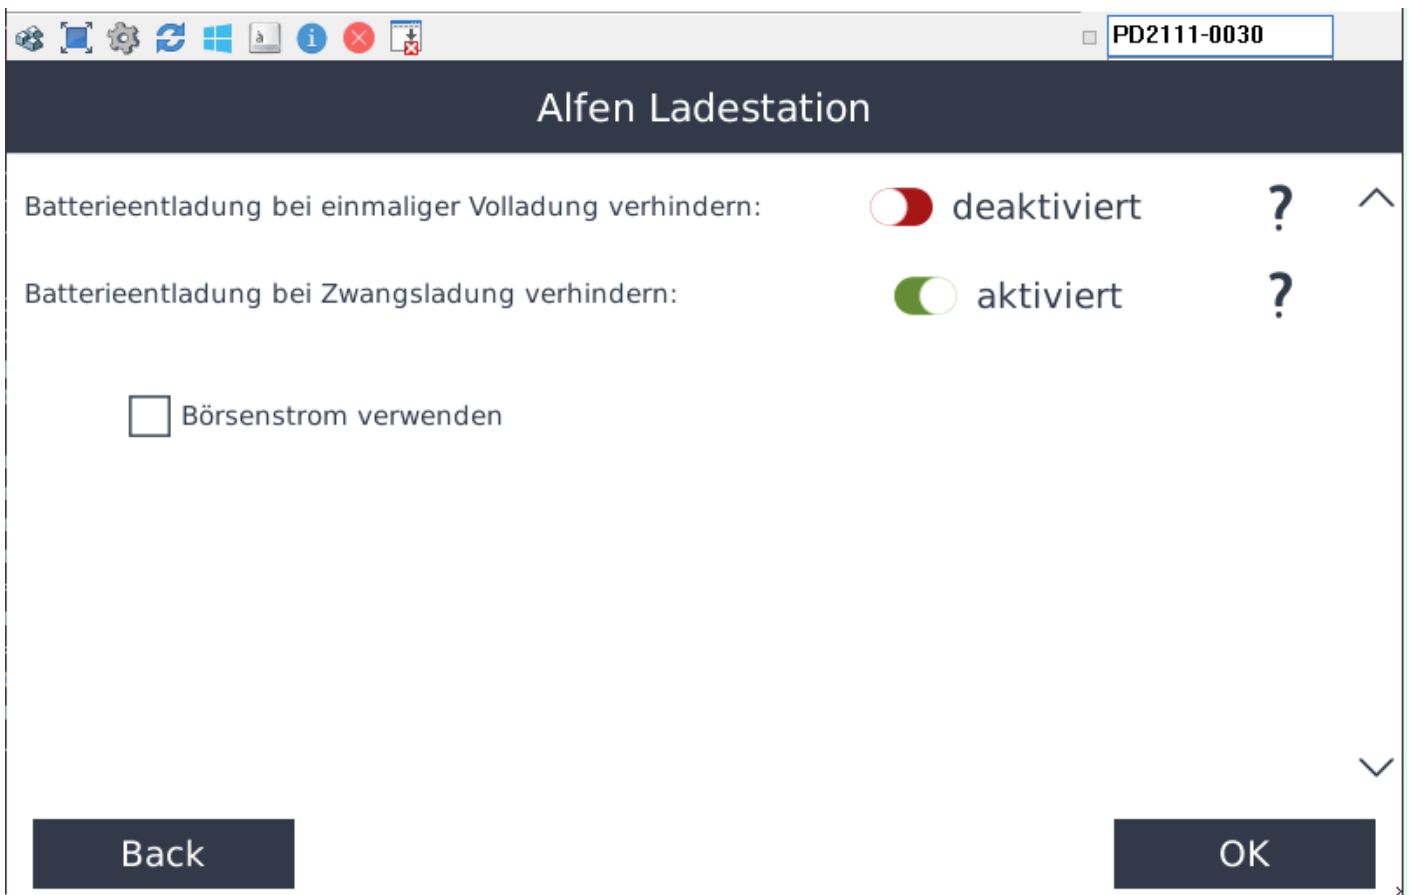 PD2111-0030
Alfen Ladestation
Batterieentladung bei einmaliger Volladung verhindern: deaktiviert ?
Batterieentladung bei Zwangsladung verhindern: aktiviert ?
Börsenstrom verwenden
Back OK